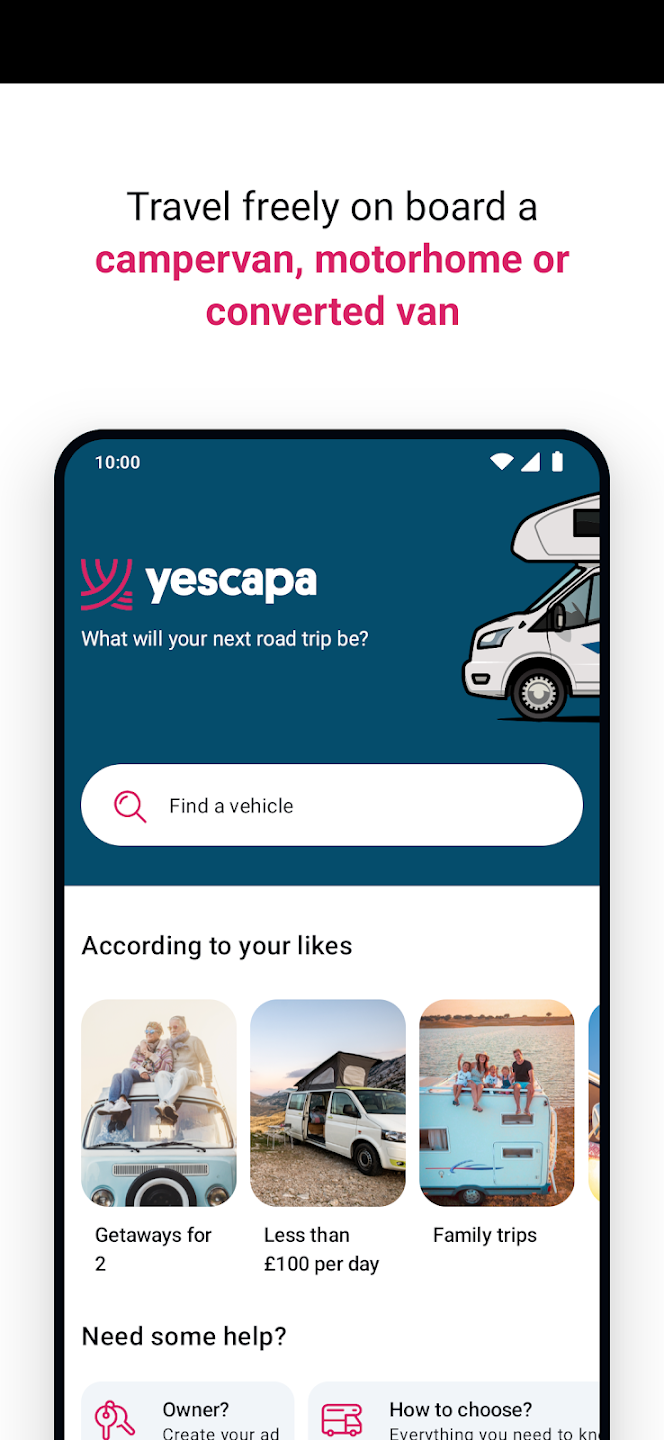 Travel freely on board a
campervan, motorhome or
converted van
10:00
yescapa
What will your next road trip be?
Find a vehicle
According to your likes
Getaways for
2
Less than
£100 per day
Family trips
Need some help?
Owner?
Create your ad
How to choose?
Everything you need to